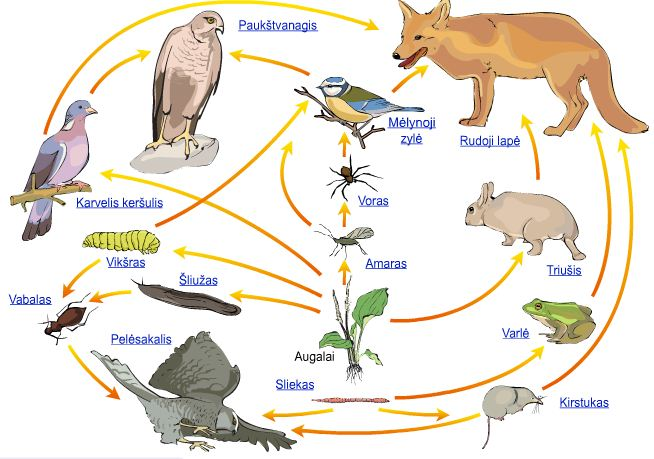 Paukštvanagis
Mėlynoji
zylė
Rudoji lapė
Karvelis keršulis
Voras
Vikšras
Amaras
Triušis
Šliužas
Vabalas
Pelėsakalis
Varlė
Augalai
Sliekas
Kirstukas